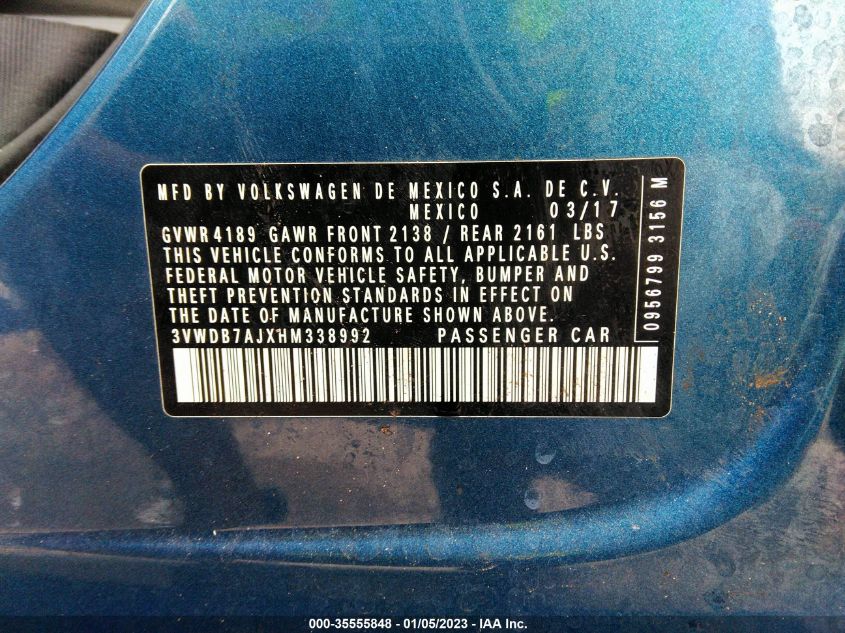 MFD BY VOLKSWAGEN DE MEXICO S.A. DE C.V.
MEXICO 03/17
GVWR 4189 GAWR FRONT 2138 / REAR 2161 LBS
THIS VEHICLE CONFORMS TO ALL APPLICABLE U.S.
FEDERAL MOTOR VEHICLE SAFETY, BUMPER AND
THEFT PREVENTION STANDARDS IN EFFECT ON
THE DATE OF MANUFACTURE SHOWN ABOVE.
3VWDB7AJXHM338992 PASSENGER CAR
0956799 3156 M
000-35555848 - 01/05/2023 - IAA Inc.